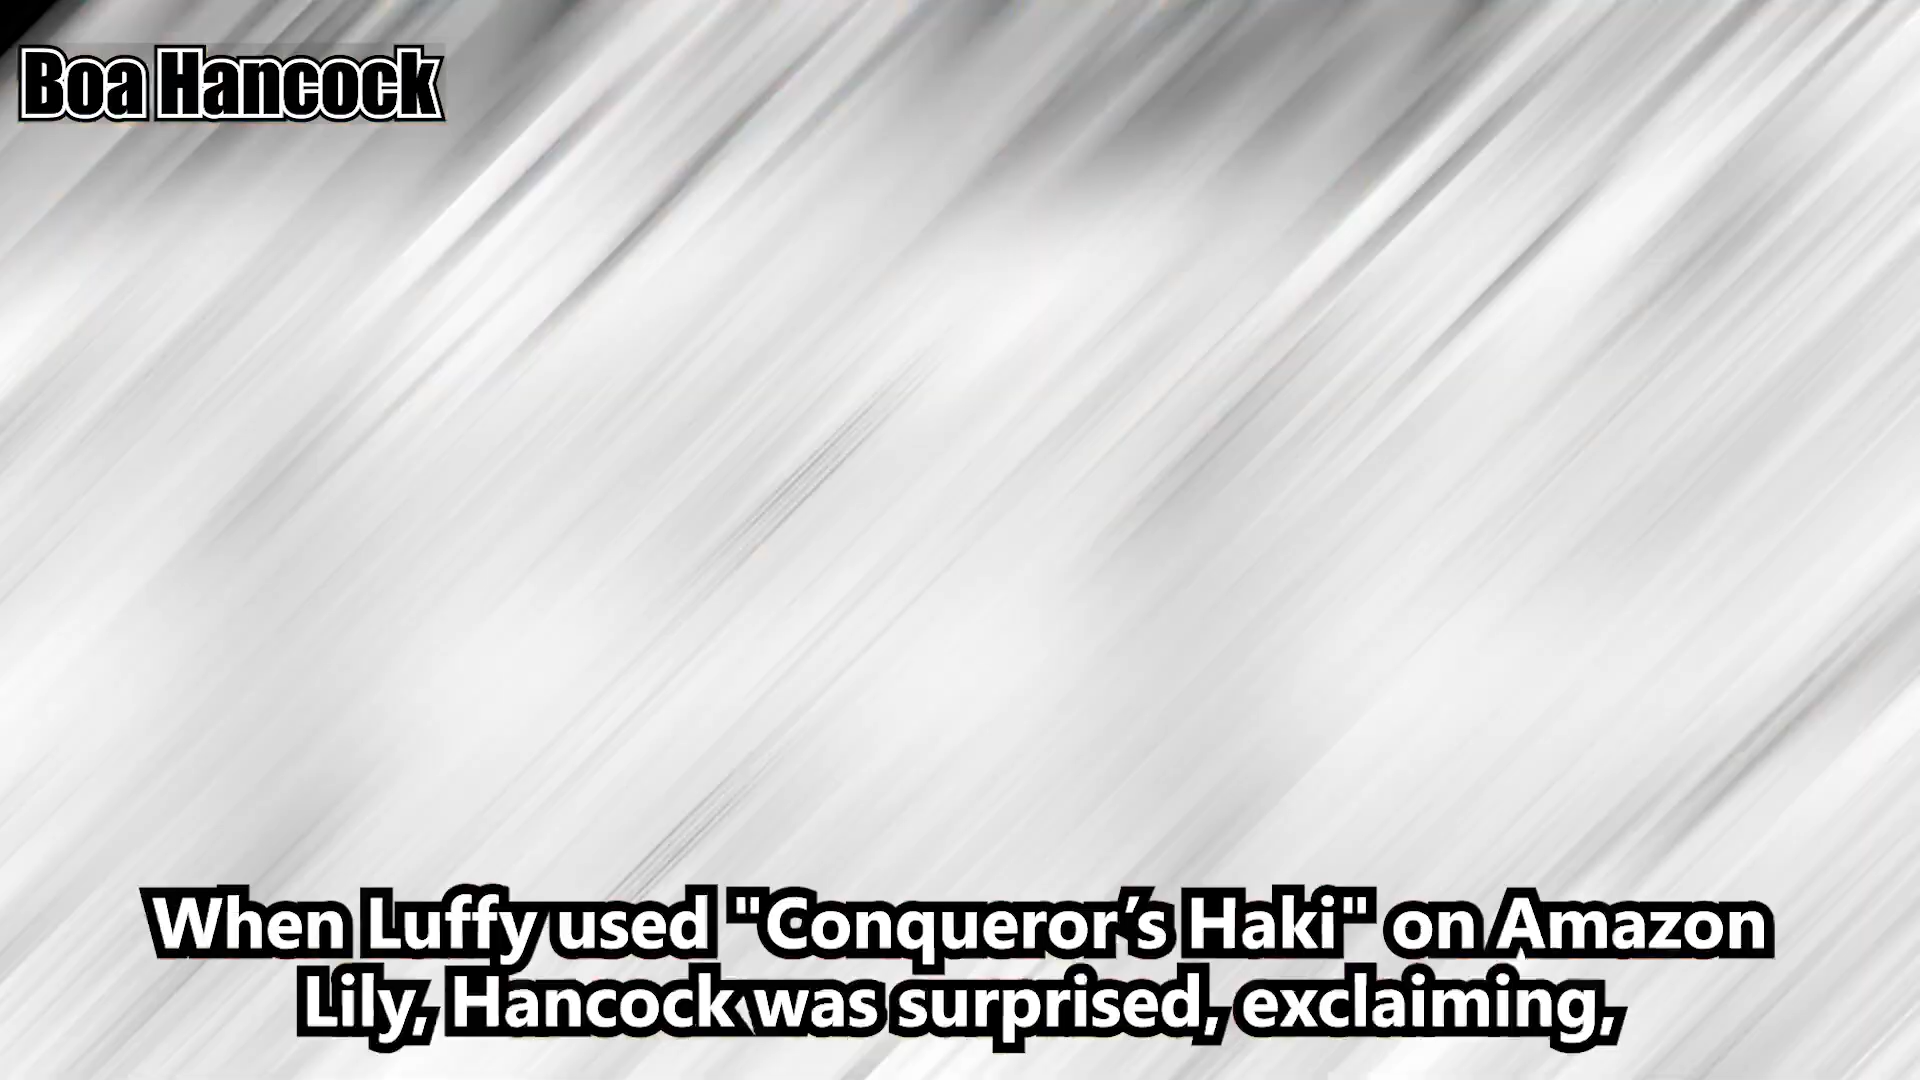 Boa Hancock
When Luffy used "Conqueror’s Haki" on Amazon
Lily, Hancock was surprised, exclaiming,